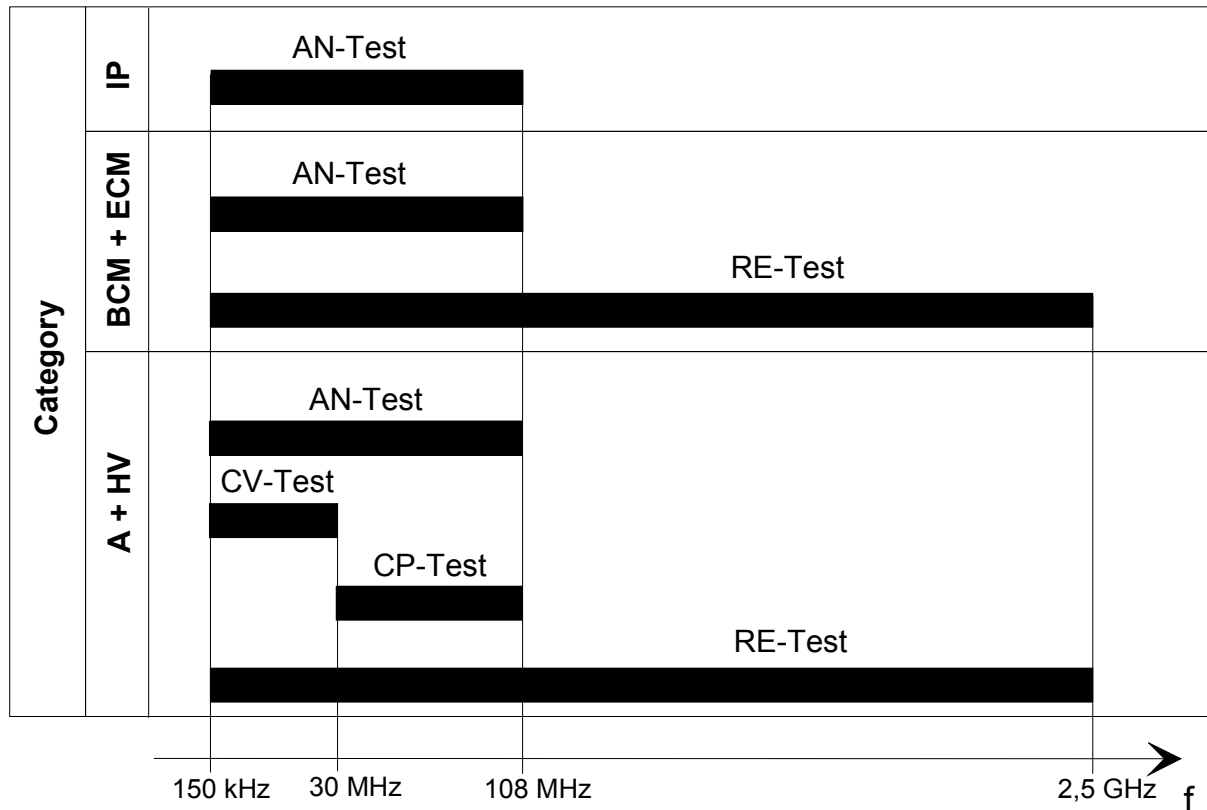 Category
IP
AN-Test
BCM + ECM
AN-Test
RE-Test
A + HV
AN-Test
CV-Test
CP-Test
RE-Test
150 kHz
30 MHz
108 MHz
2,5 GHz
f